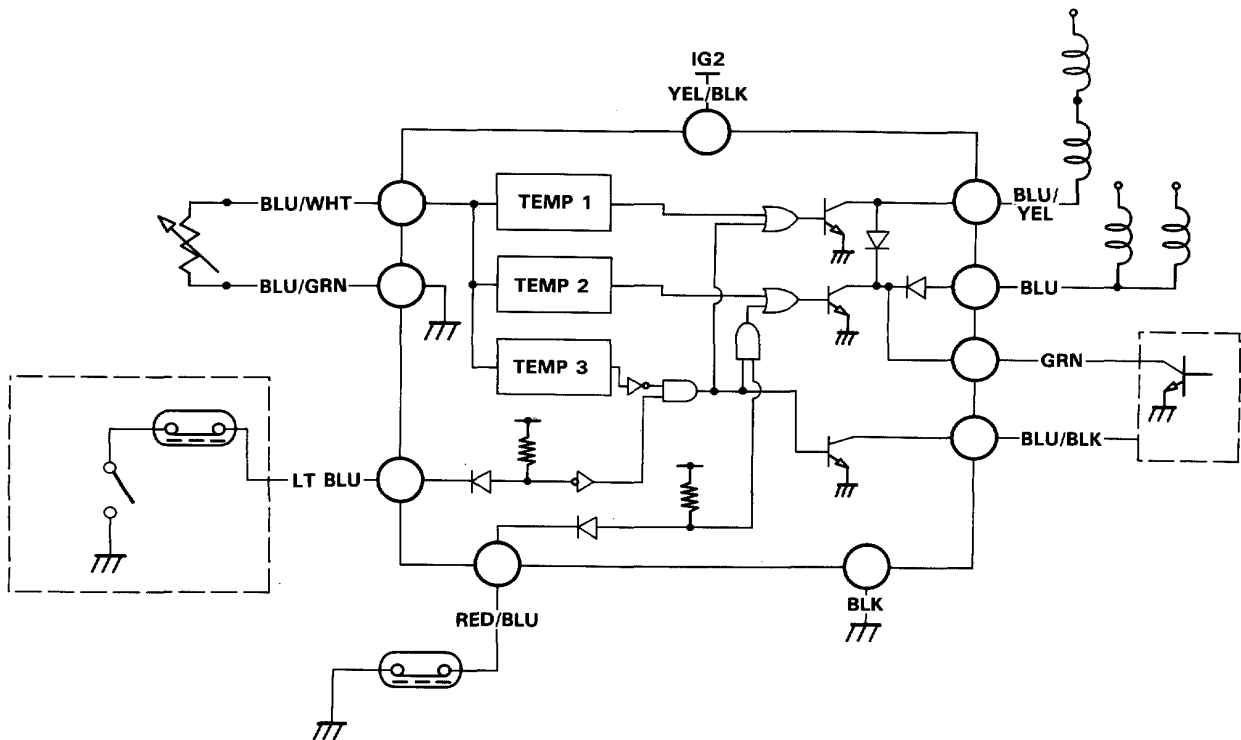 IG2
YEL/BLK
BLU/WHT
TEMP 1
BLU/
YEL
BLU/GRN
TEMP 2
BLU
TEMP 3
GRN
BLU/BLK
LT BLU
RED/BLU
BLK